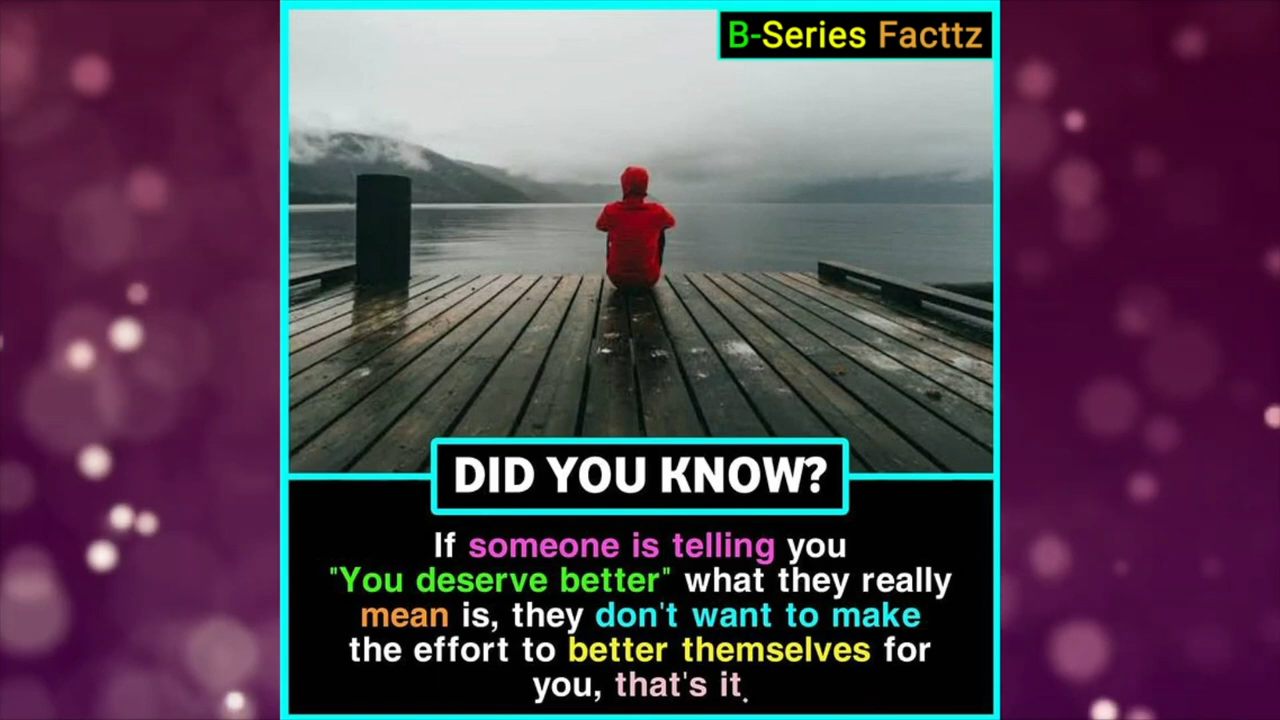 B-Series Facttz
DID YOU KNOW?
If someone is telling you
"You deserve better" what they really
mean is, they don't want to make
the effort to better themselves for
you, that's it.